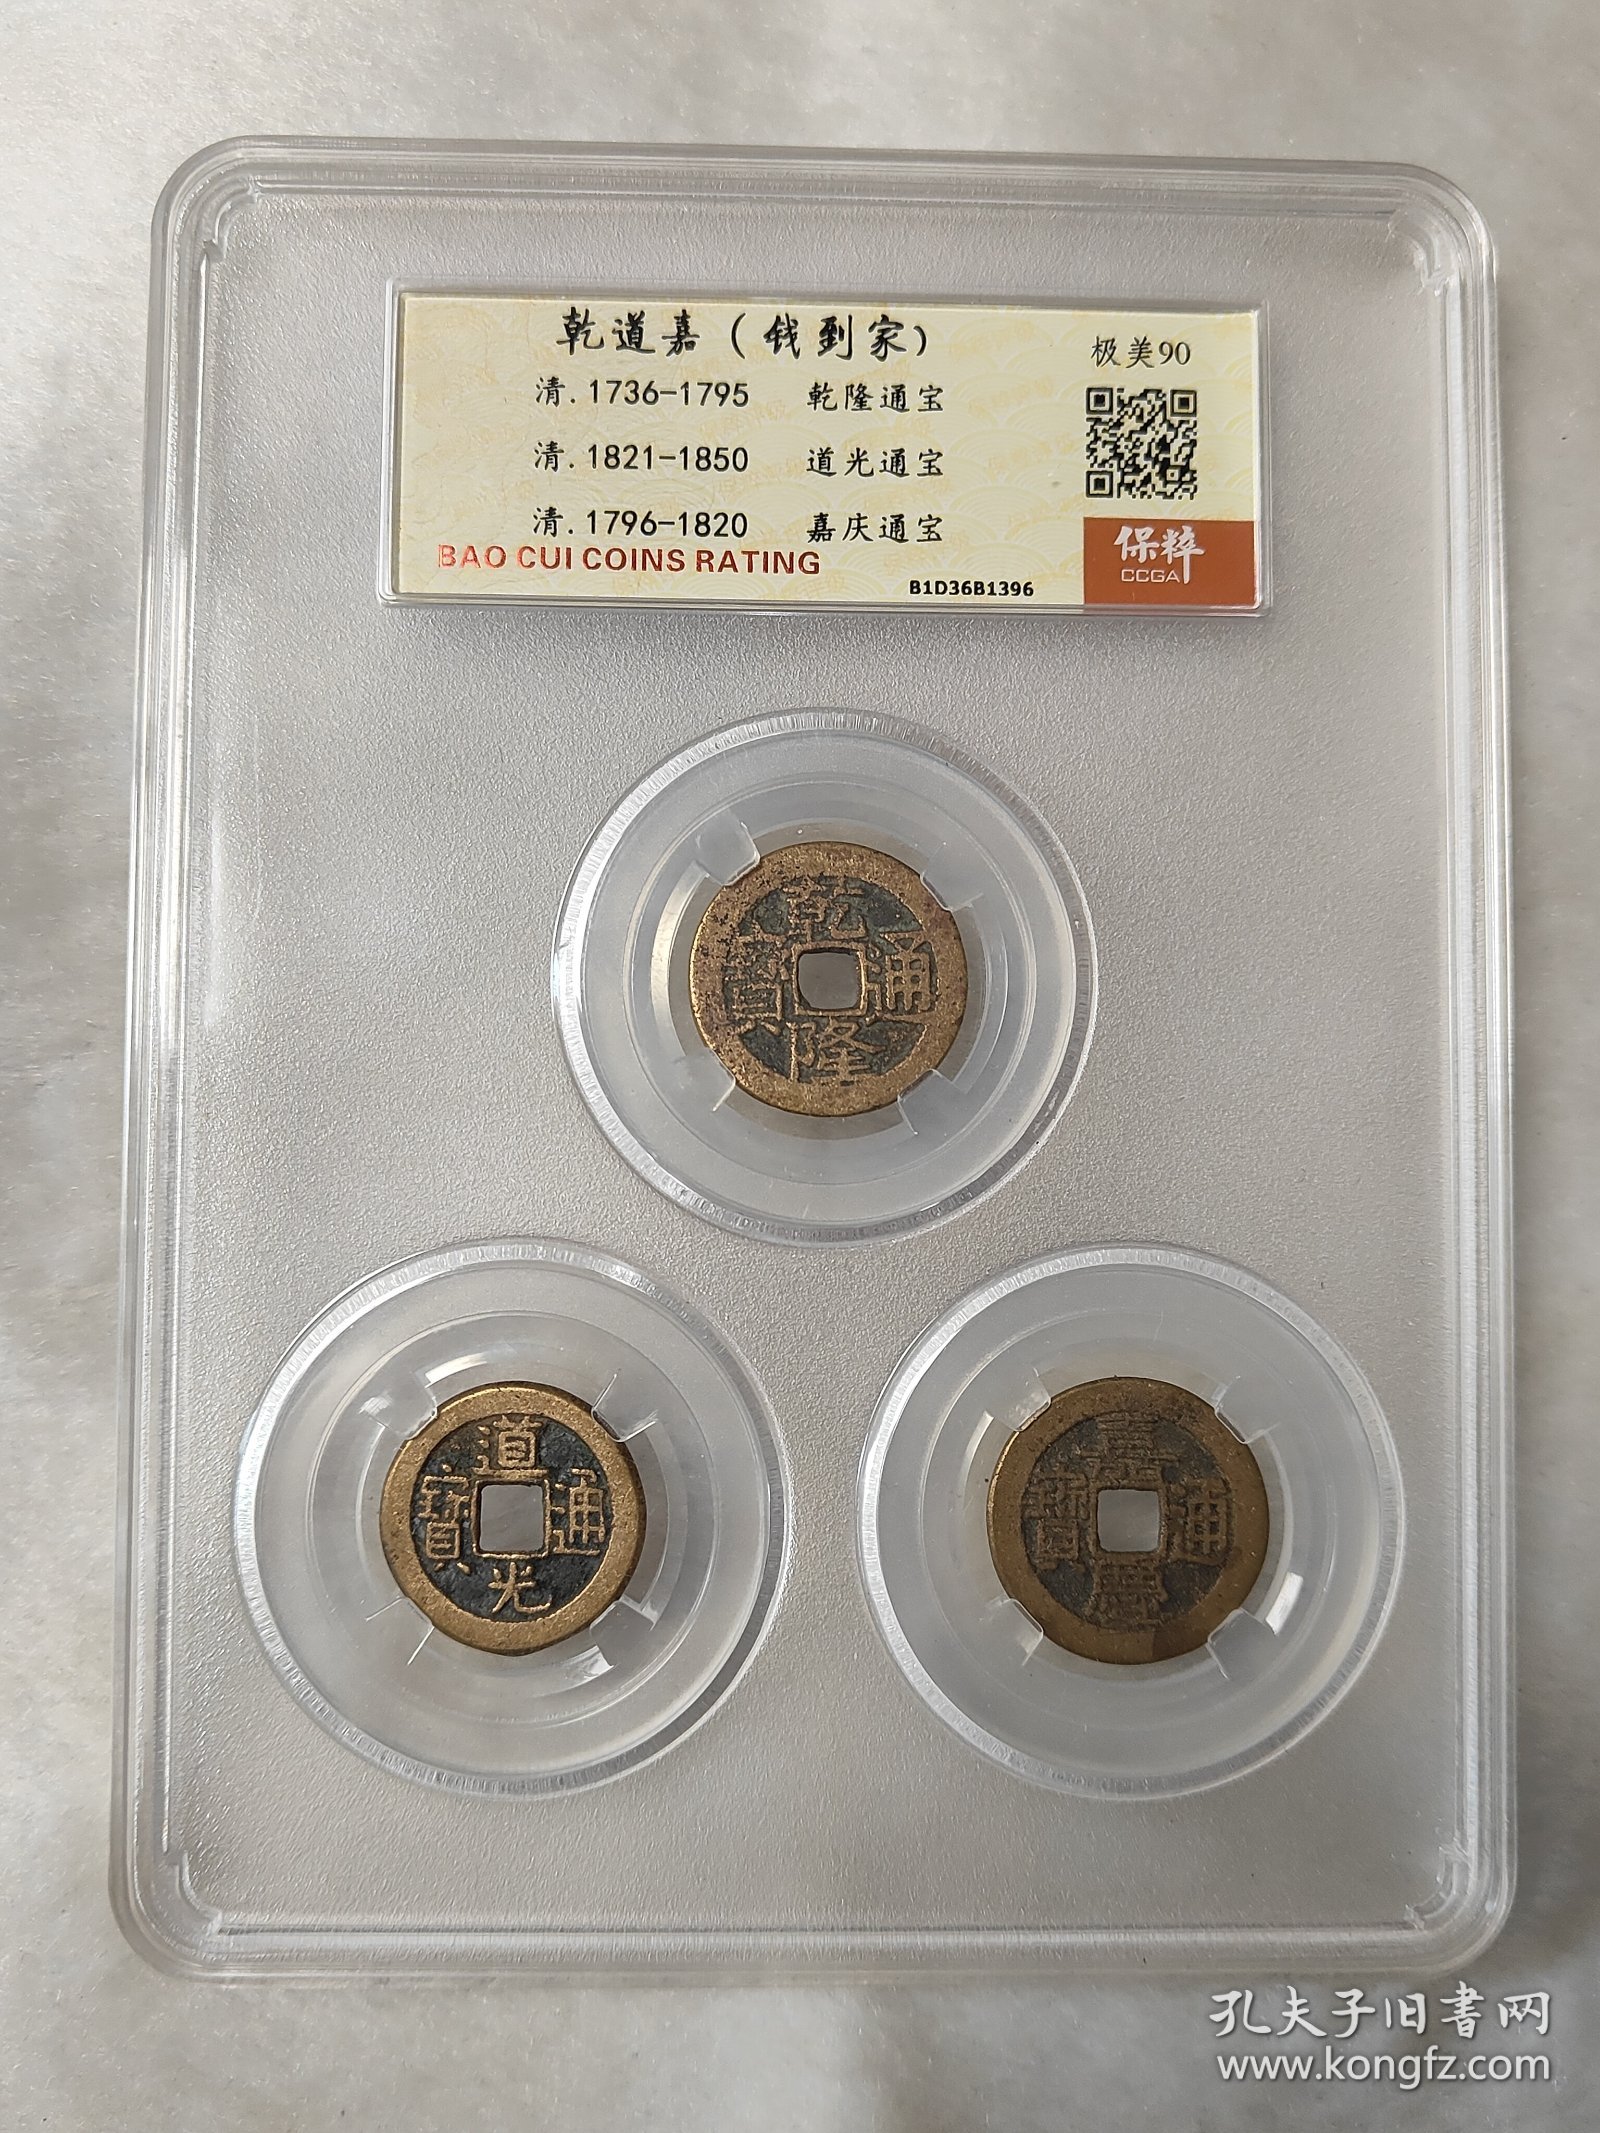 乾道嘉（钱到家）
极美90
清.1736-1795 乾隆通宝
清.1821-1850 道光通宝
清.1796-1820 嘉庆通宝
BAO CUI COINS RATING
B1D36B1396
保粹
CCGA
乾隆通寶
道光通寶
嘉慶通寶
孔夫子旧书网
www.kongfz.com